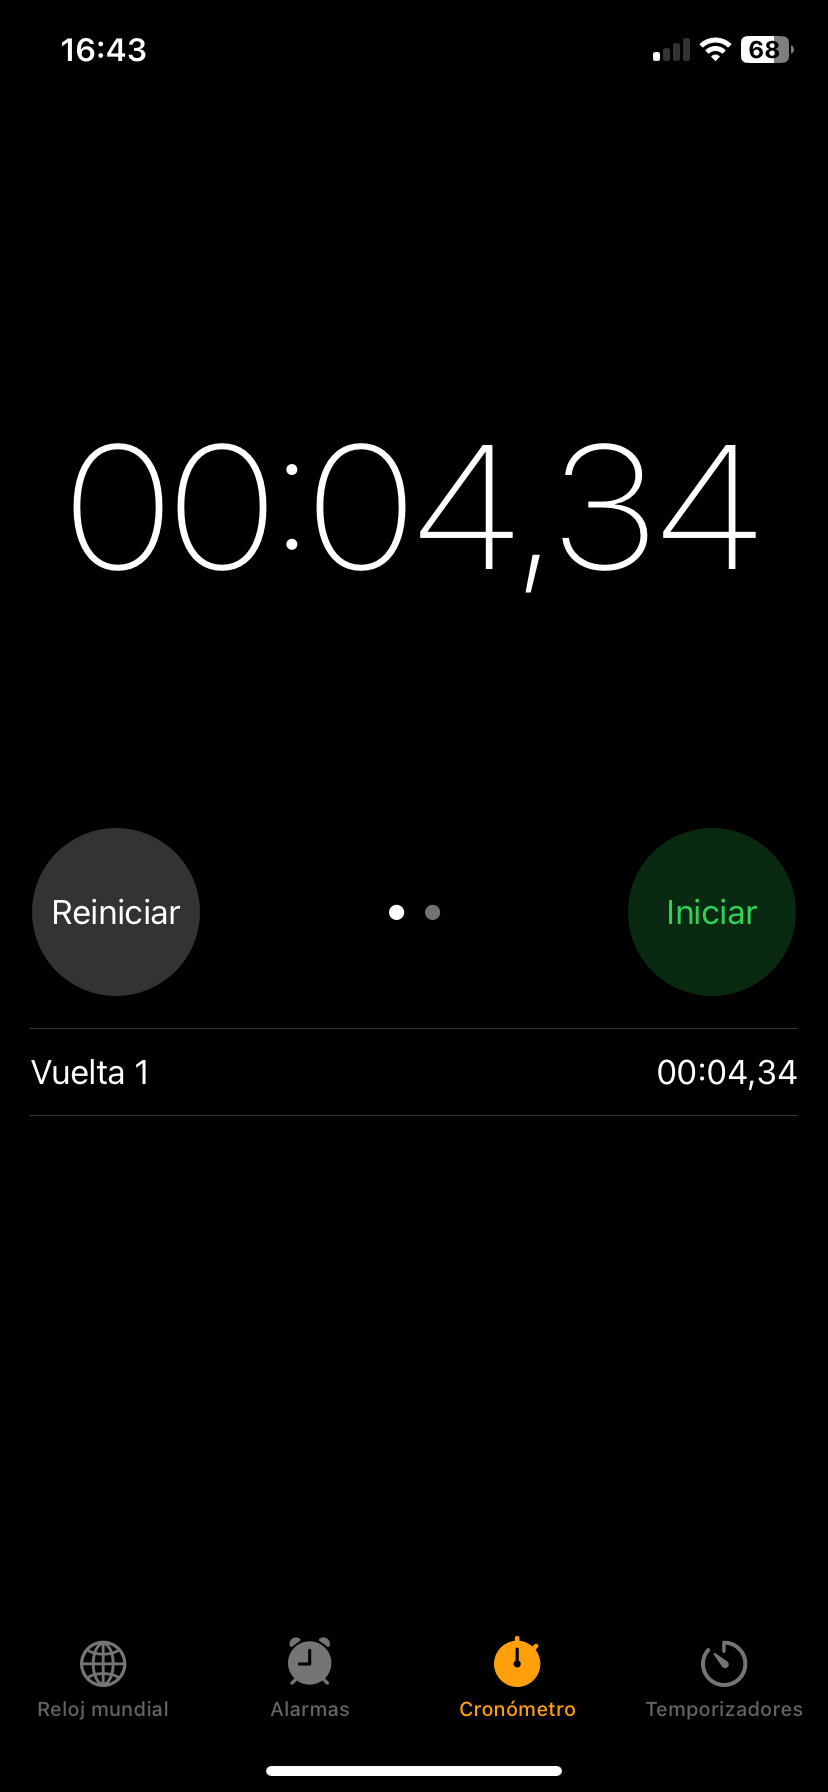 16:43 68
00:04,34
Reiniciar Iniciar
Vuelta 1 00:04,34
Reloj mundial Alarmas Cronómetro Temporizadores